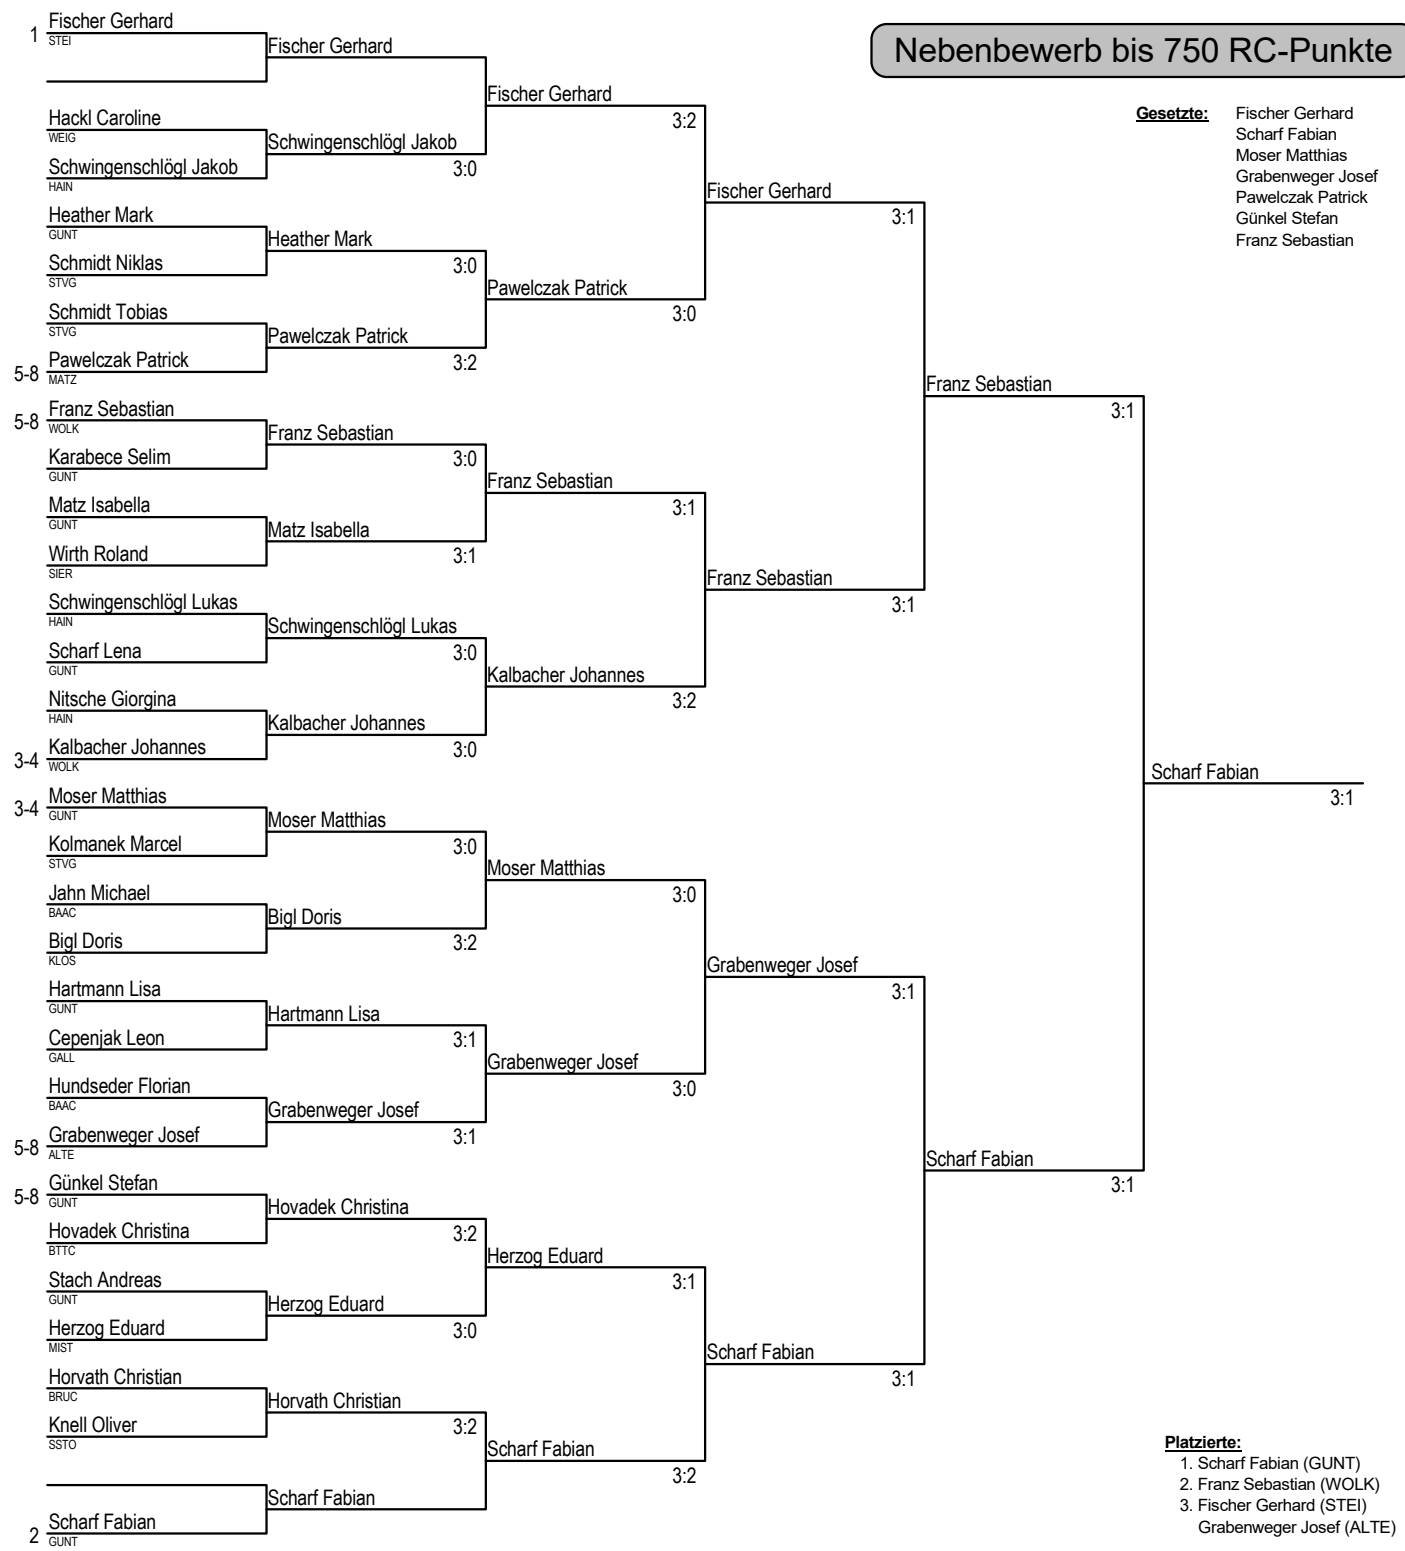 Nebenbewerb bis 750 RC-Punkte
Gesetzte: Fischer Gerhard
Scharf Fabian
Moser Matthias
Grabenweger Josef
Pawelczak Patrick
Günkel Stefan
Franz Sebastian
1 Fischer Gerhard
STEI
Hackl Caroline
WEIG
Schwingenschlögl Jakob
HAIN
Heather Mark
GUNT
Schmidt Niklas
STVG
Schmidt Tobias
STVG
5-8 Pawelczak Patrick
MATZ
5-8 Franz Sebastian
WOLK
Karabece Selim
GUNT
Matz Isabella
GUNT
Wirth Roland
SIER
Schwingenschlögl Lukas
HAIN
Scharf Lena
GUNT
Nitsche Giorgina
HAIN
3-4 Kalbacher Johannes
WOLK
3-4 Moser Matthias
GUNT
Kolmanek Marcel
STVG
Jahn Michael
BAAC
Bigl Doris
KLOS
Hartmann Lisa
GUNT
Cepenjak Leon
GALL
Hundseder Florian
BAAC
5-8 Grabenweger Josef
ALTE
5-8 Günkel Stefan
GUNT
Hovadek Christina
BTTC
Stach Andreas
GUNT
Herzog Eduard
MIST
Horvath Christian
BRUC
Knell Oliver
SSTO
2 Scharf Fabian
GUNT
Fischer Gerhard
Schwingenschlögl Jakob
3:0
Heather Mark
3:0
Pawelczak Patrick
3:2
Franz Sebastian
3:0
Matz Isabella
3:1
Schwingenschlögl Lukas
3:0
Kalbacher Johannes
3:0
Moser Matthias
3:0
Bigl Doris
3:2
Hartmann Lisa
3:1
Grabenweger Josef
3:1
Hovadek Christina
3:2
Herzog Eduard
3:0
Horvath Christian
3:2
Scharf Fabian
Fischer Gerhard
3:2
Pawelczak Patrick
3:0
Franz Sebastian
3:1
Kalbacher Johannes
3:2
Moser Matthias
3:0
Grabenweger Josef
3:0
Herzog Eduard
3:1
Scharf Fabian
3:2
Fischer Gerhard
3:1
Franz Sebastian
3:1
Grabenweger Josef
3:1
Scharf Fabian
3:1
Franz Sebastian
3:1
Scharf Fabian
3:1
Scharf Fabian
3:1
Platzierte:
1. Scharf Fabian (GUNT)
2. Franz Sebastian (WOLK)
3. Fischer Gerhard (STEI)
Grabenweger Josef (ALTE)